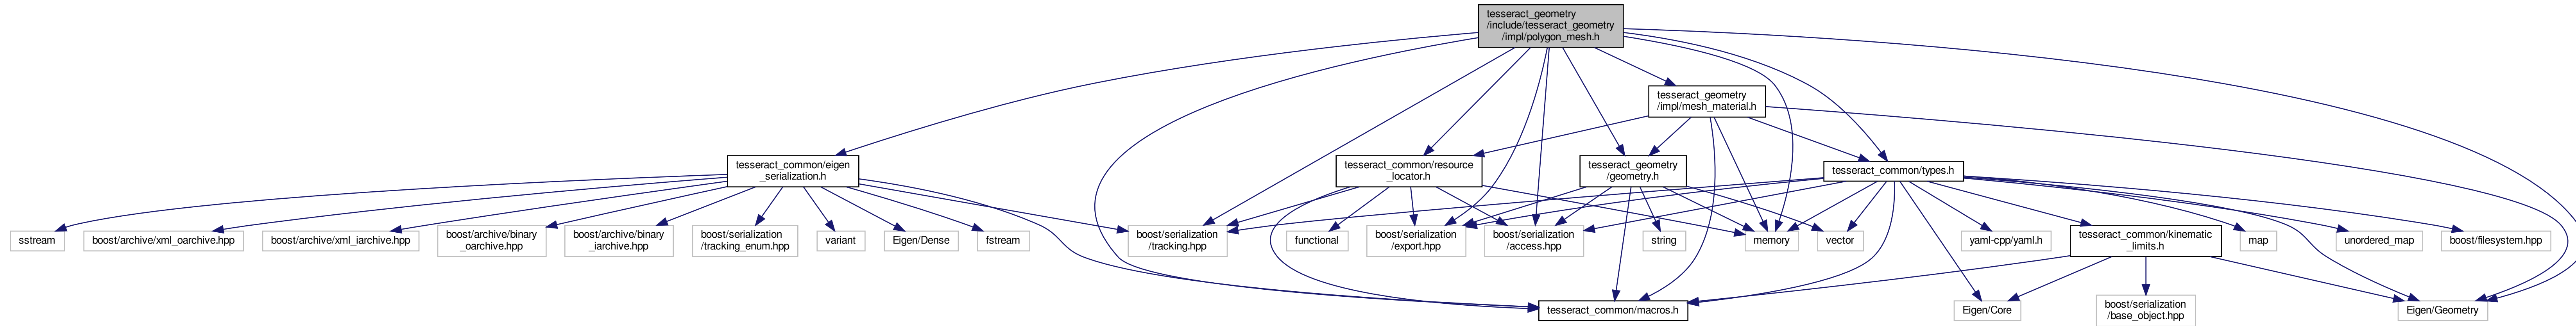 tesseract_geometry
/include/tesseract_geometry
/impl/polygon_mesh.h
tesseract_geometry
/impl/mesh_material.h
tesseract_common/eigen
_serialization.h
tesseract_common/resource
_locator.h
tesseract_geometry
/geometry.h
tesseract_common/types.h
sstream
boost/archive/xml_oarchive.hpp
boost/archive/xml_iarchive.hpp
boost/archive/binary
_oarchive.hpp
boost/archive/binary
_iarchive.hpp
boost/serialization
/tracking_enum.hpp
variant
Eigen/Dense
fstream
boost/serialization
/tracking.hpp
functional
boost/serialization
/export.hpp
boost/serialization
/access.hpp
string
memory
vector
yaml-cpp/yaml.h
tesseract_common/kinematic
_limits.h
map
unordered_map
boost/filesystem.hpp
tesseract_common/macros.h
Eigen/Core
boost/serialization
/base_object.hpp
Eigen/Geometry